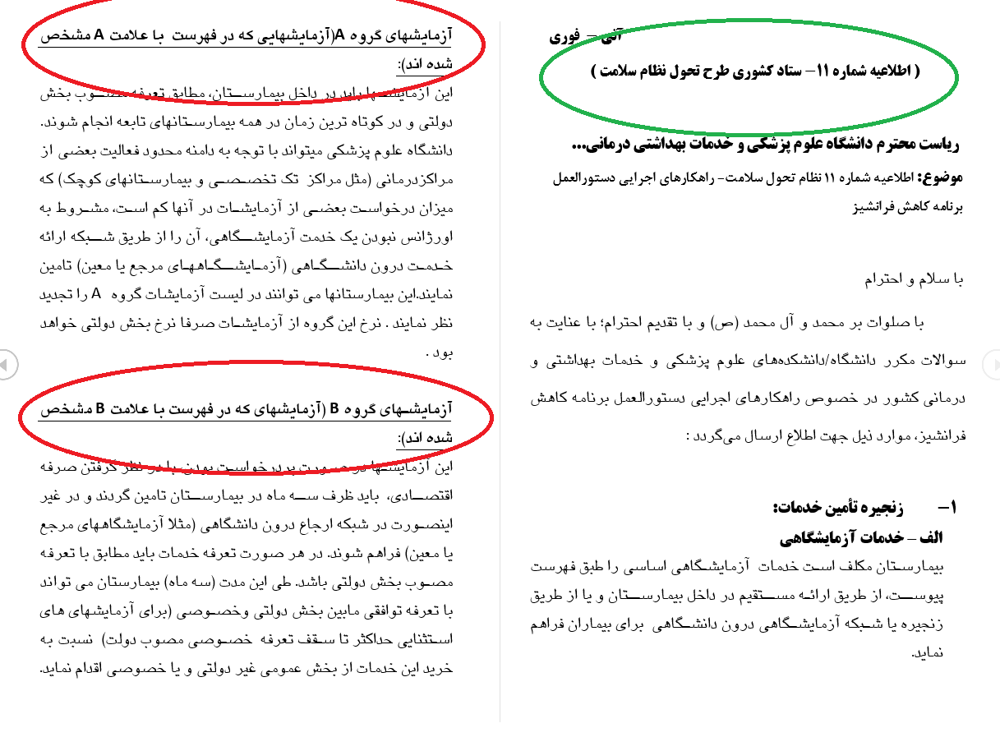 آنی – فوری
( اطلاعیه شماره ۱۱– ستاد کشوری طرح تحول نظام سلامت )
ریاست محترم دانشگاه علوم پزشکی و خدمات بهداشتی درمانی...
موضوع: اطلاعیه شماره ۱۱ نظام تحول سلامت- راهکارهای اجرایی دستورالعمل
برنامه کاهش فرانشیز
با سلام و احترام
با صلوات بر محمد و آل محمد (ص) و با تقدیم احترام؛ با عنایت به
سوالات مکرر دانشگاه/دانشکده‌های علوم پزشکی و خدمات بهداشتی و
درمانی کشور در خصوص راهکارهای اجرایی دستورالعمل برنامه کاهش
فرانشیز، موارد ذیل جهت اطلاع ارسال می‌گردد :
۱- زنجیره تأمین خدمات:
الف – خدمات آزمایشگاهی
بیمارستان مکلف است خدمات آزمایشگاهی اساسی را طبق فهرست
پیوست، از طریق ارائه مستقیم در داخل بیمارستان و یا از طریق
زنجیره یا شبکه آزمایشگاهی درون دانشگاهی برای بیماران فراهم
نماید.
آزمایشهای گروه A(آزمایشهایی که در فهرست با علامت A مشخص
شده اند):
این آزمایشها باید در داخل بیمارستان، مطابق تعرفه مصوب بخش
دولتی و در کوتاه ترین زمان در همه بیمارستانهای تابعه انجام شوند.
دانشگاه علوم پزشکی میتواند با توجه به دامنه محدود فعالیت بعضی از
مراکزدرمانی (مثل مراکز تک تخصصی و بیمارستانهای کوچک) که
میزان درخواست بعضی از آزمایشات در آنها کم است، مشروط به
اورژانس نبودن یک خدمت آزمایشگاهی، آن را از طریق شبکه ارائه
خدمت درون دانشگاهی (آزمایشگاههای مرجع یا معین) تامین
نمایند.این بیمارستانها می توانند در لیست آزمایشات گروه A را تجدید
نظر نمایند . نرخ این گروه از آزمایشات صرفا نرخ بخش دولتی خواهد
بود .
آزمایشهای گروه B (آزمایشهای که در فهرست با علامت B مشخص
شده اند):
این آزمایشها در صورت پر درخواست بودن، با در نظر گرفتن صرفه
اقتصادی، باید ظرف سه ماه در بیمارستان تامین گردند و در غیر
اینصورت در شبکه ارجاع درون دانشگاهی (مثلا آزمایشگاههای مرجع
یا معین) فراهم شوند. در هر صورت تعرفه خدمات باید مطابق با تعرفه
مصوب بخش دولتی باشد. طی این مدت (سه ماه) بیمارستان می تواند
با تعرفه توافقی مابین بخش دولتی وخصوصی (برای آزمایشهای های
استثنایی حداکثر تا سقف تعرفه خصوصی مصوب دولت) نسبت به
خرید این خدمات از بخش عمومی غیر دولتی و یا خصوصی اقدام نماید.